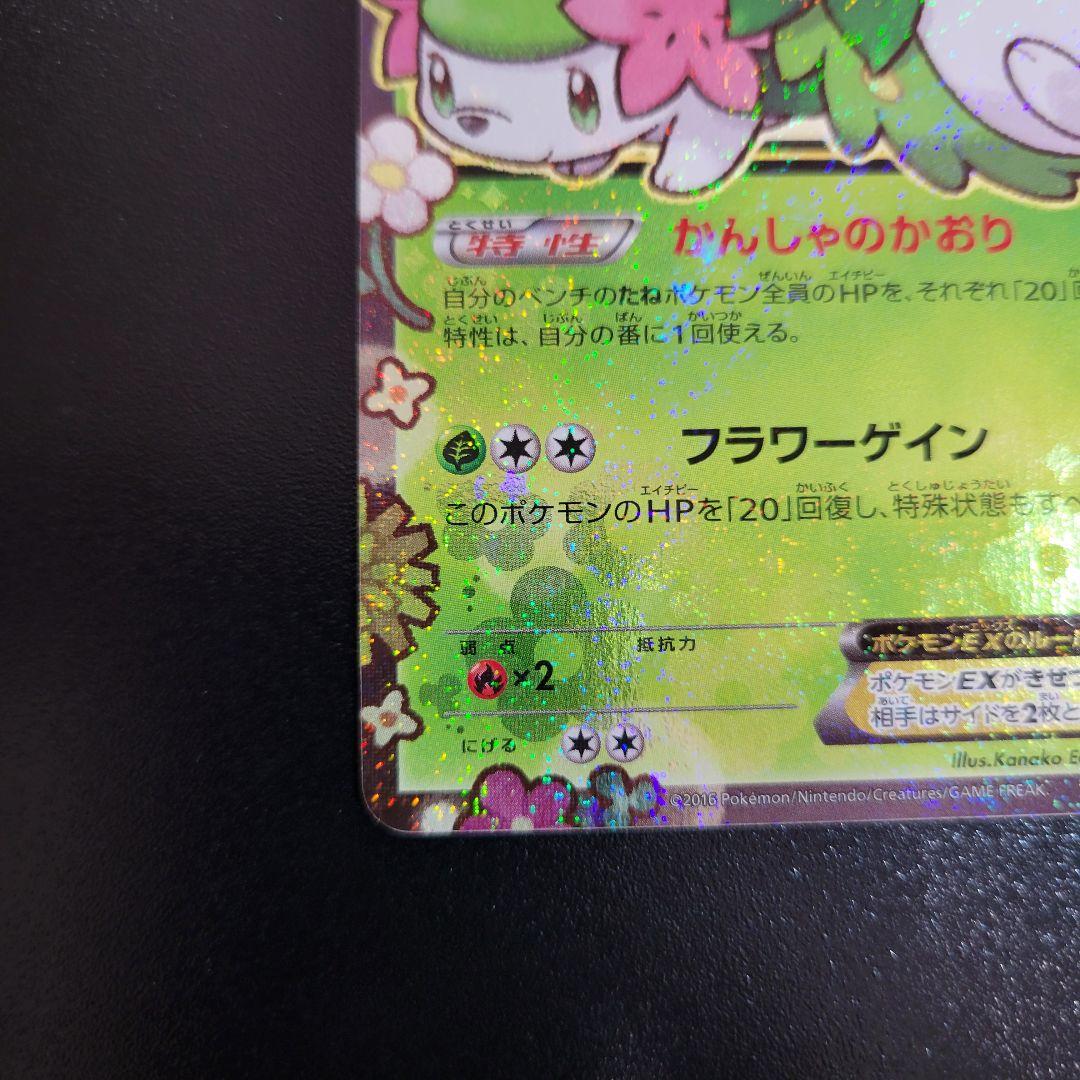 とくせい
特性 かんしゃのかおり
じぶん ぜんいん エイチピー
自分のベンチのたねポケモン全員のHPを、それぞれ「20」回
とくせい じぶん ばん かいつか
特性は、自分の番に1回使える。
フラワーゲイン
エイチピー かいふく とくしゅじょうたい
このポケモンのHPを「20」回復し、特殊状態もすべ
弱点 抵抗力
×2
ポケモンEXのルール
ポケモンEXがきぜつ
あいて まい
相手はサイドを2枚と
にげる
illus.Kanako
©2016 Pokémon/Nintendo/Creatures/GAME FREAK.